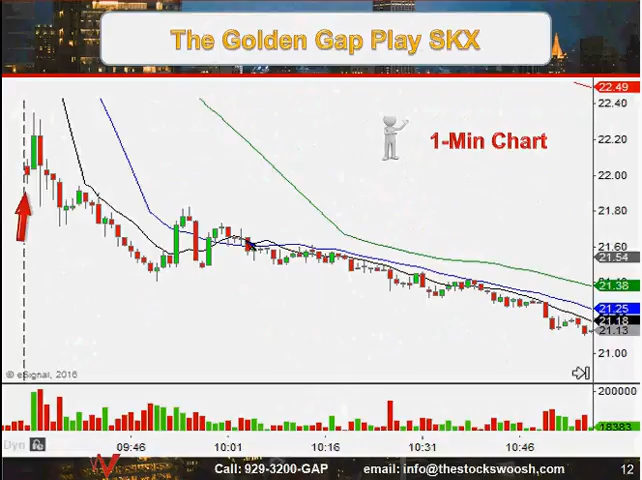 The Golden Gap Play SKX
22.49
22.40
1-Min Chart
22.20
22.00
21.80
21.60
21.54
21.38
21.25
21.18
21.13
21.00
© eSignal, 2016
200000
18383
Dyn
09:46 10:01 10:16 10:31 10:46
Call: 929-3200-GAP email: info@thestockswoosh.com 12